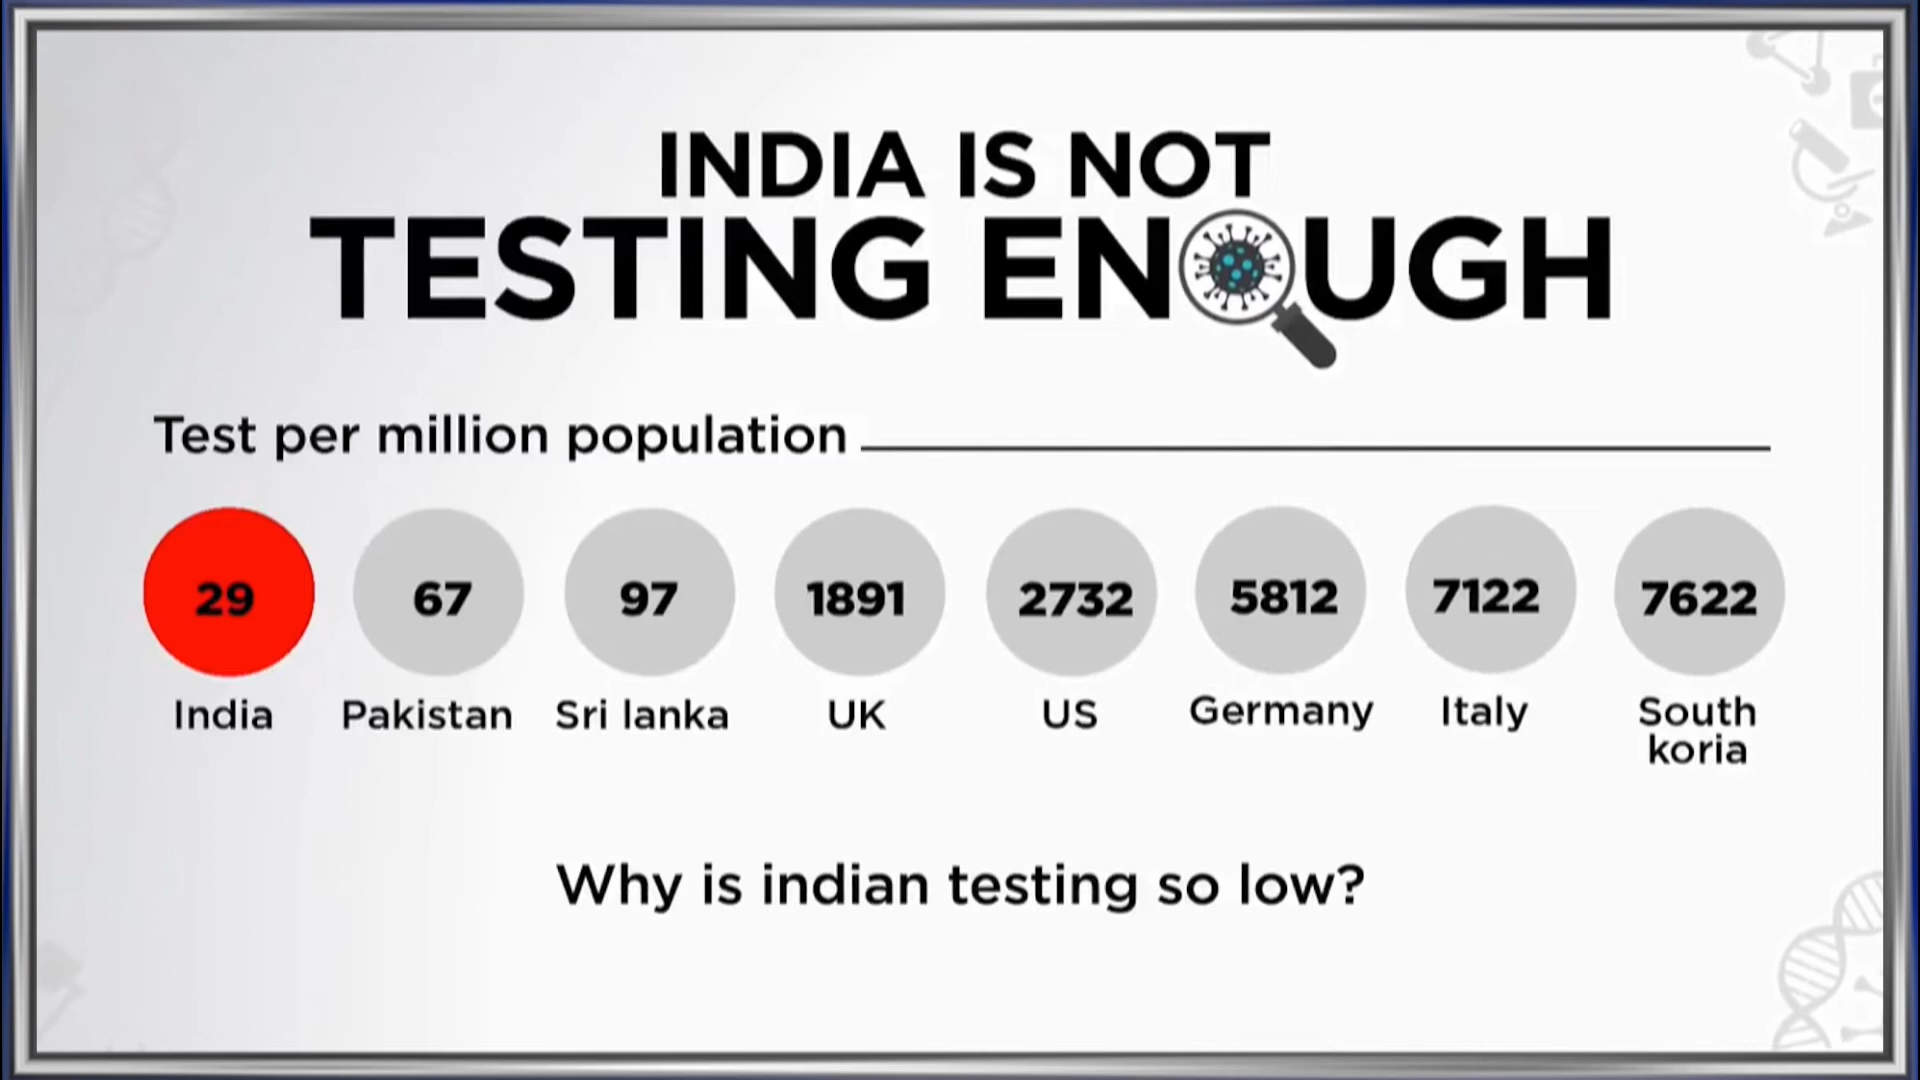 INDIA IS NOT
TESTING ENOUGH
Test per million population
29 67 97 1891 2732 5812 7122 7622
India Pakistan Sri lanka UK US Germany Italy South koria
Why is indian testing so low?